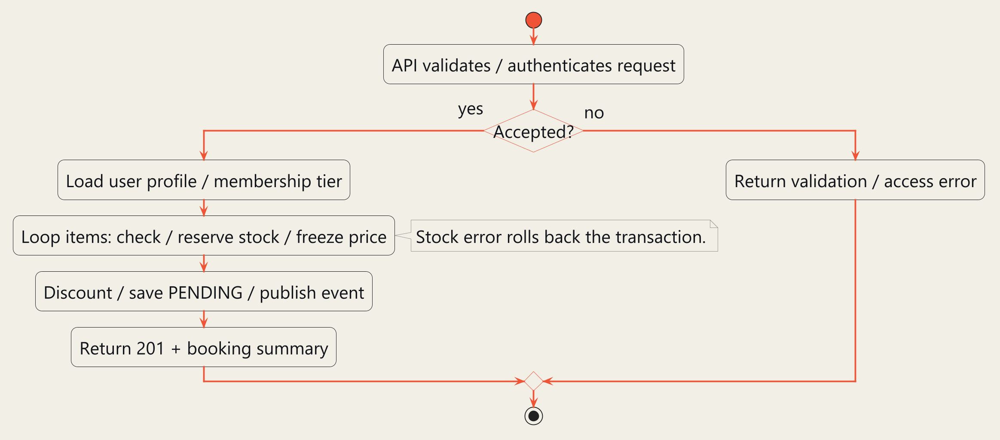 API validates / authenticates request
yes
no
Accepted?
Load user profile / membership tier
Return validation / access error
Loop items: check / reserve stock / freeze price
Stock error rolls back the transaction.
Discount / save PENDING / publish event
Return 201 + booking summary